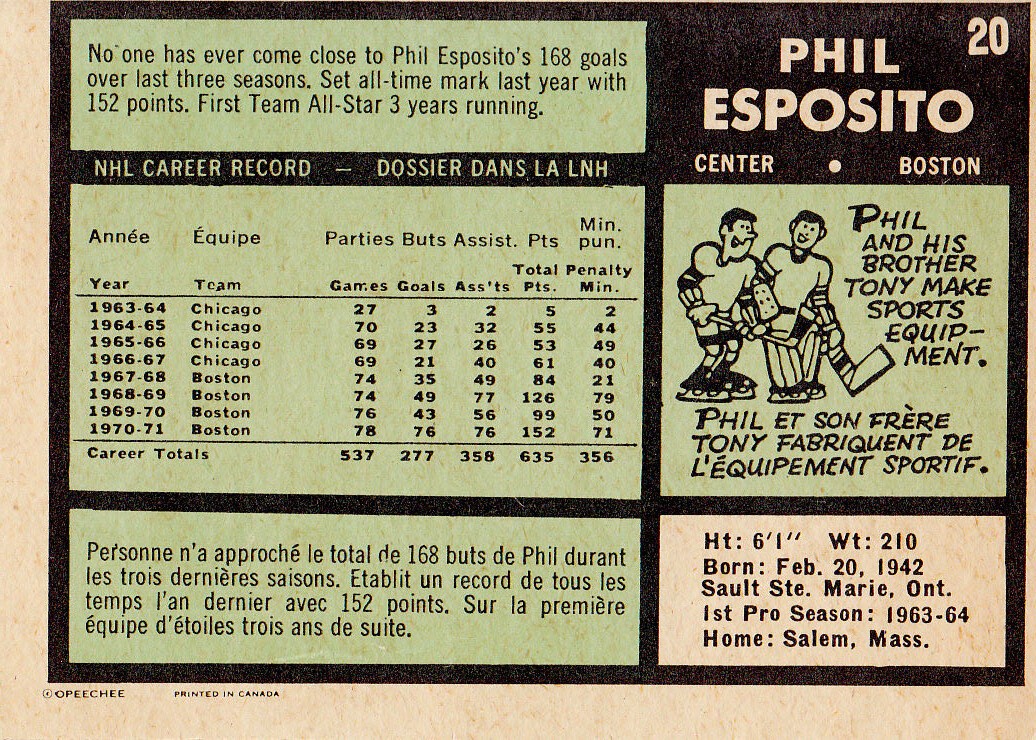 20
PHIL
ESPOSITO
CENTER • BOSTON
No one has ever come close to Phil Esposito's 168 goals
over last three seasons. Set all-time mark last year with
152 points. First Team All-Star 3 years running.
NHL CAREER RECORD — DOSSIER DANS LA LNH
Année Équipe Parties Buts Assist. Pts Min. pun.
Year Team Games Goals Ass'ts Total Pts. Penalty Min.
1963-64 Chicago 27 3 2 5 2
1964-65 Chicago 70 23 32 55 44
1965-66 Chicago 69 27 26 53 49
1966-67 Chicago 69 21 40 61 40
1967-68 Boston 74 35 49 84 21
1968-69 Boston 74 49 77 126 79
1969-70 Boston 76 43 56 99 50
1970-71 Boston 78 76 76 152 71
Career Totals 537 277 358 635 356
PHIL
AND HIS
BROTHER
TONY MAKE
SPORTS
EQUIP-
MENT.
PHIL ET SON FRÈRE
TONY FABRIQUENT DE
L'ÉQUIPEMENT SPORTIF.
Personne n'a approché le total de 168 buts de Phil durant
les trois dernières saisons. Etablit un record de tous les
temps l'an dernier avec 152 points. Sur la première
équipe d'étoiles trois ans de suite.
Ht: 6'1'' Wt: 210
Born: Feb. 20, 1942
Sault Ste. Marie, Ont.
1st Pro Season: 1963-64
Home: Salem, Mass.
© OPEECHEE PRINTED IN CANADA